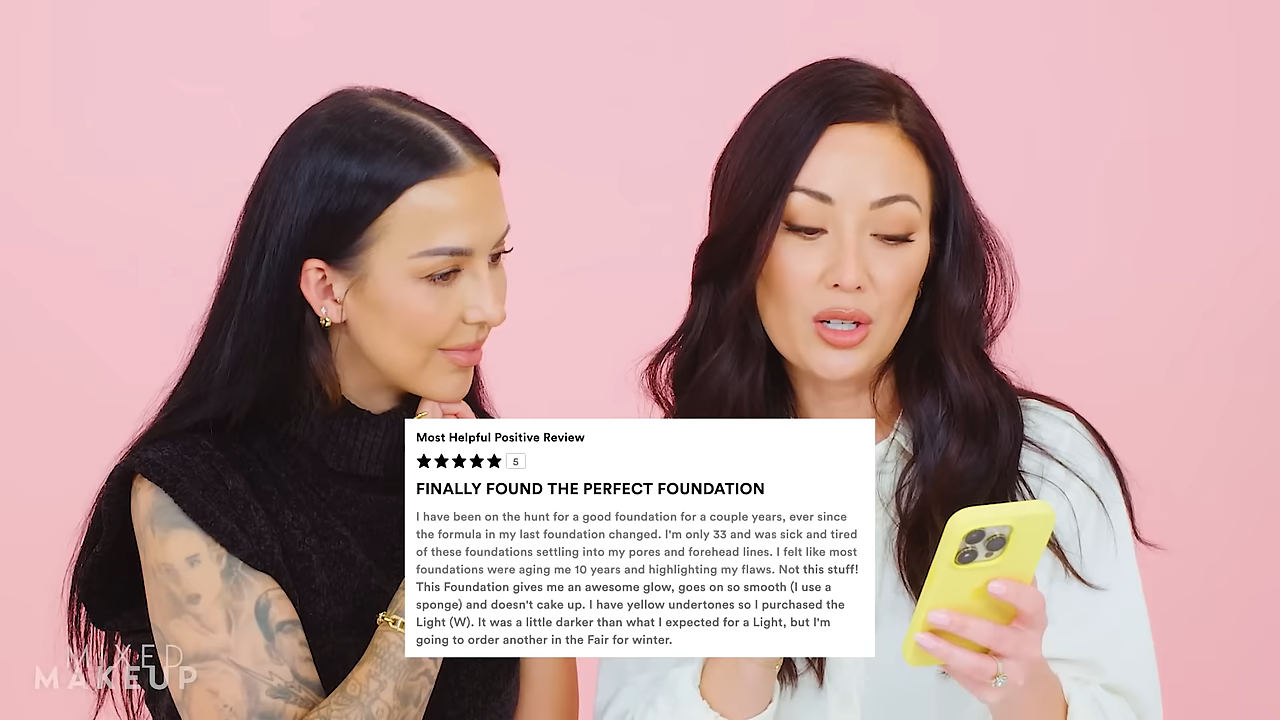 Most Helpful Positive Review
5
FINALLY FOUND THE PERFECT FOUNDATION
I have been on the hunt for a good foundation for a couple years, ever since
the formula in my last foundation changed. I'm only 33 and was sick and tired
of these foundations settling into my pores and forehead lines. I felt like most
foundations were aging me 10 years and highlighting my flaws. Not this stuff!
This Foundation gives me an awesome glow, goes on so smooth (I use a
sponge) and doesn't cake up. I have yellow undertones so I purchased the
Light (W). It was a little darker than what I expected for a Light, but I'm
going to order another in the Fair for winter.
MIXED
MAKEUP